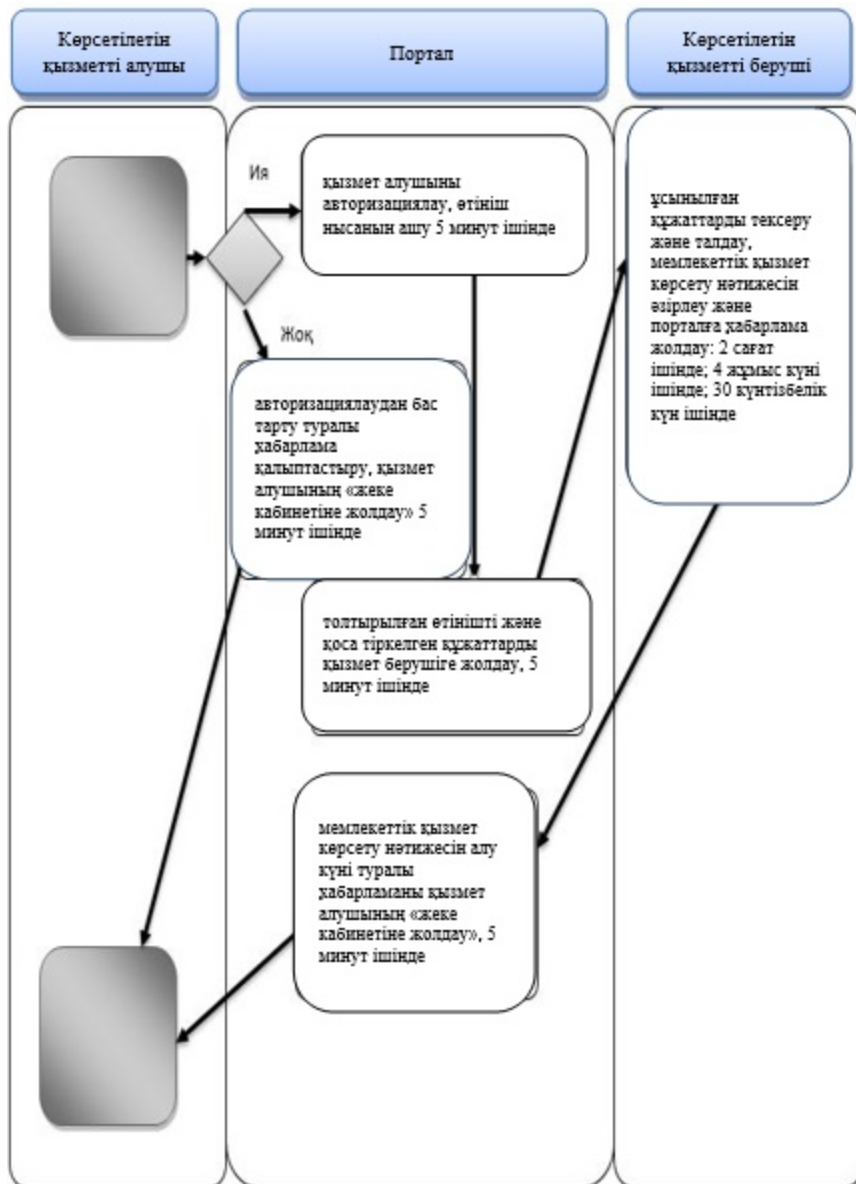 Көрсетілетін
қызметті алушы
Портал
Көрсетілетін
қызметті беруші
Ия
қызмет алушыны
авторизациялау, өтініш
нысанын ашу 5 минут ішінде
Жоқ
авторизациялаудан бас
тарту туралы
хабарлама
қалыптастыру, қызмет
алушының «жеке
кабинетіне жолдау» 5
минут ішінде
ұсынылған
құжаттарды тексеру
және талдау,
мемлекеттік қызмет
көрсету нәтижесін
әзірлеу және
порталға хабарлама
жолдау: 2 сағат
ішінде; 4 жұмыс күні
ішінде; 30 күнтізбелік
күн ішінде
толтырылған өтінішті және
қоса тіркелген құжаттарды
қызмет берушіге жолдау, 5
минут ішінде
мемлекеттік қызмет
көрсету нәтижесін алу
күні туралы
хабарламаны қызмет
алушының «жеке
кабинетіне жолдау», 5
минут ішінде